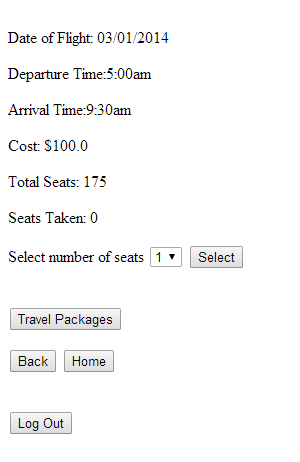 Date of Flight: 03/01/2014
Departure Time:5:00am
Arrival Time:9:30am
Cost: $100.0
Total Seats: 175
Seats Taken: 0
Select number of seats 1 Select
Travel Packages
Back Home
Log Out